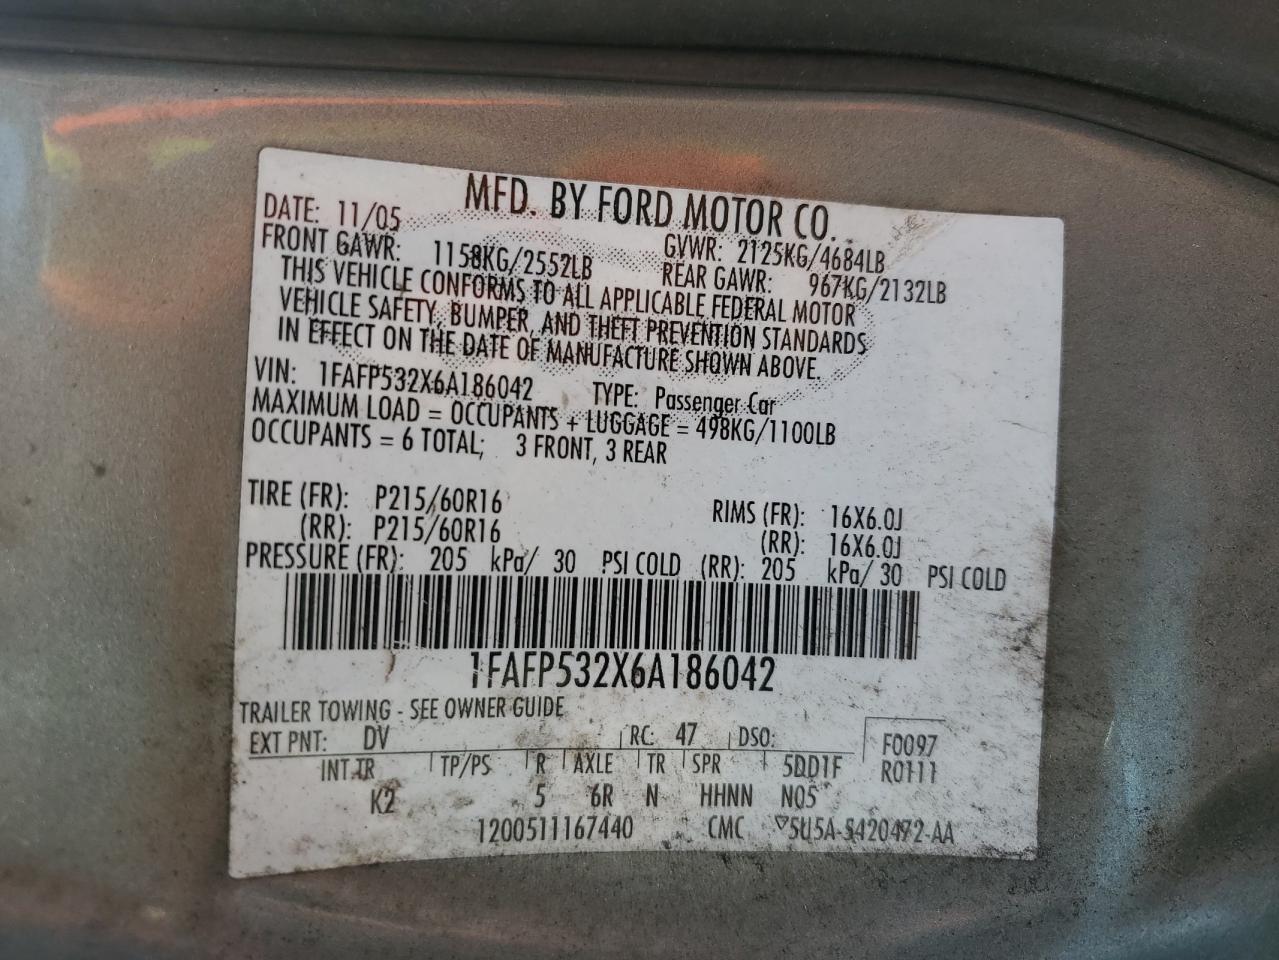 MFD. BY FORD MOTOR CO.
DATE: 11/05 GVWR: 2125KG/4684LB
FRONT GAWR: 1158KG/2552LB REAR GAWR: 967KG/2132LB
THIS VEHICLE CONFORMS TO ALL APPLICABLE FEDERAL MOTOR
VEHICLE SAFETY, BUMPER, AND THEFT PREVENTION STANDARDS
IN EFFECT ON THE DATE OF MANUFACTURE SHOWN ABOVE.
VIN: 1FAFP532X6A186042 TYPE: Passenger Car
MAXIMUM LOAD = OCCUPANTS + LUGGAGE = 498KG/1100LB
OCCUPANTS = 6 TOTAL; 3 FRONT, 3 REAR
TIRE (FR): P215/60R16 RIMS (FR): 16X6.0J
(RR): P215/60R16 (RR): 16X6.0J
PRESSURE (FR): 205 kPa/ 30 PSI COLD (RR): 205 kPa/ 30 PSI COLD
1FAFP532X6A186042
TRAILER TOWING - SEE OWNER GUIDE
EXT PNT: DV RC: 47 DSO: F0097
INT TR TP/PS R AXLE TR SPR 5DD1F R0111
K2 5 6R N HHNN N05
1200511167440 CMC ▽5U5A-5420472-AA